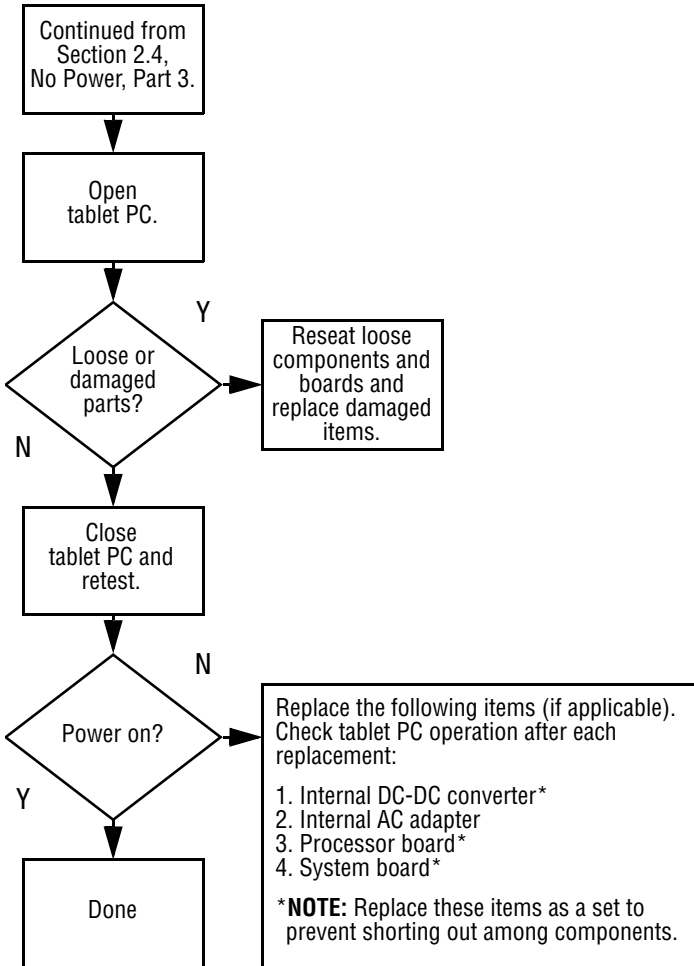 Continued from
Section 2.4,
No Power, Part 3.
Open
tablet PC.
Y
Loose or
damaged
parts?
Reseat loose
components and
boards and
replace damaged
items.
N
Close
tablet PC and
retest.
N
Power on?
Replace the following items (if applicable).
Check tablet PC operation after each
replacement:
1. Internal DC-DC converter*
2. Internal AC adapter
3. Processor board*
4. System board*
*NOTE: Replace these items as a set to
prevent shorting out among components.
Y
Done